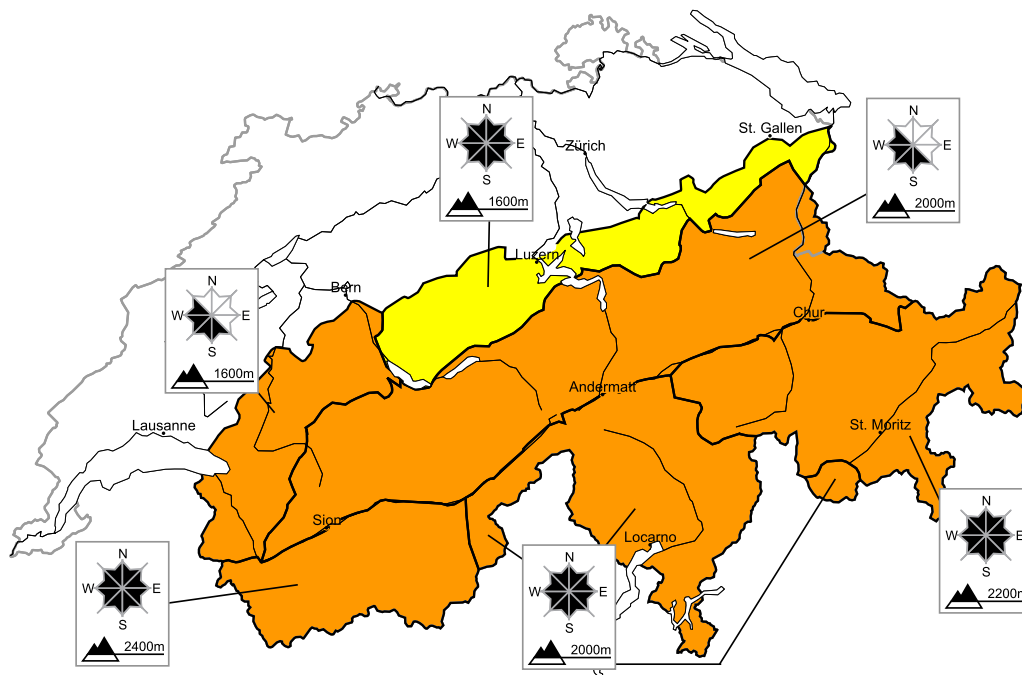 N
W E
S
1600m
St. Gallen
N
W E
S
2000m
Zürich
Luzern
N
W E
S
1600m
Bern
Chur
Andermatt
Lausanne
St. Moritz
Sion
Locarno
N
W E
S
2200m
N
W E
S
2400m
N
W E
S
2000m